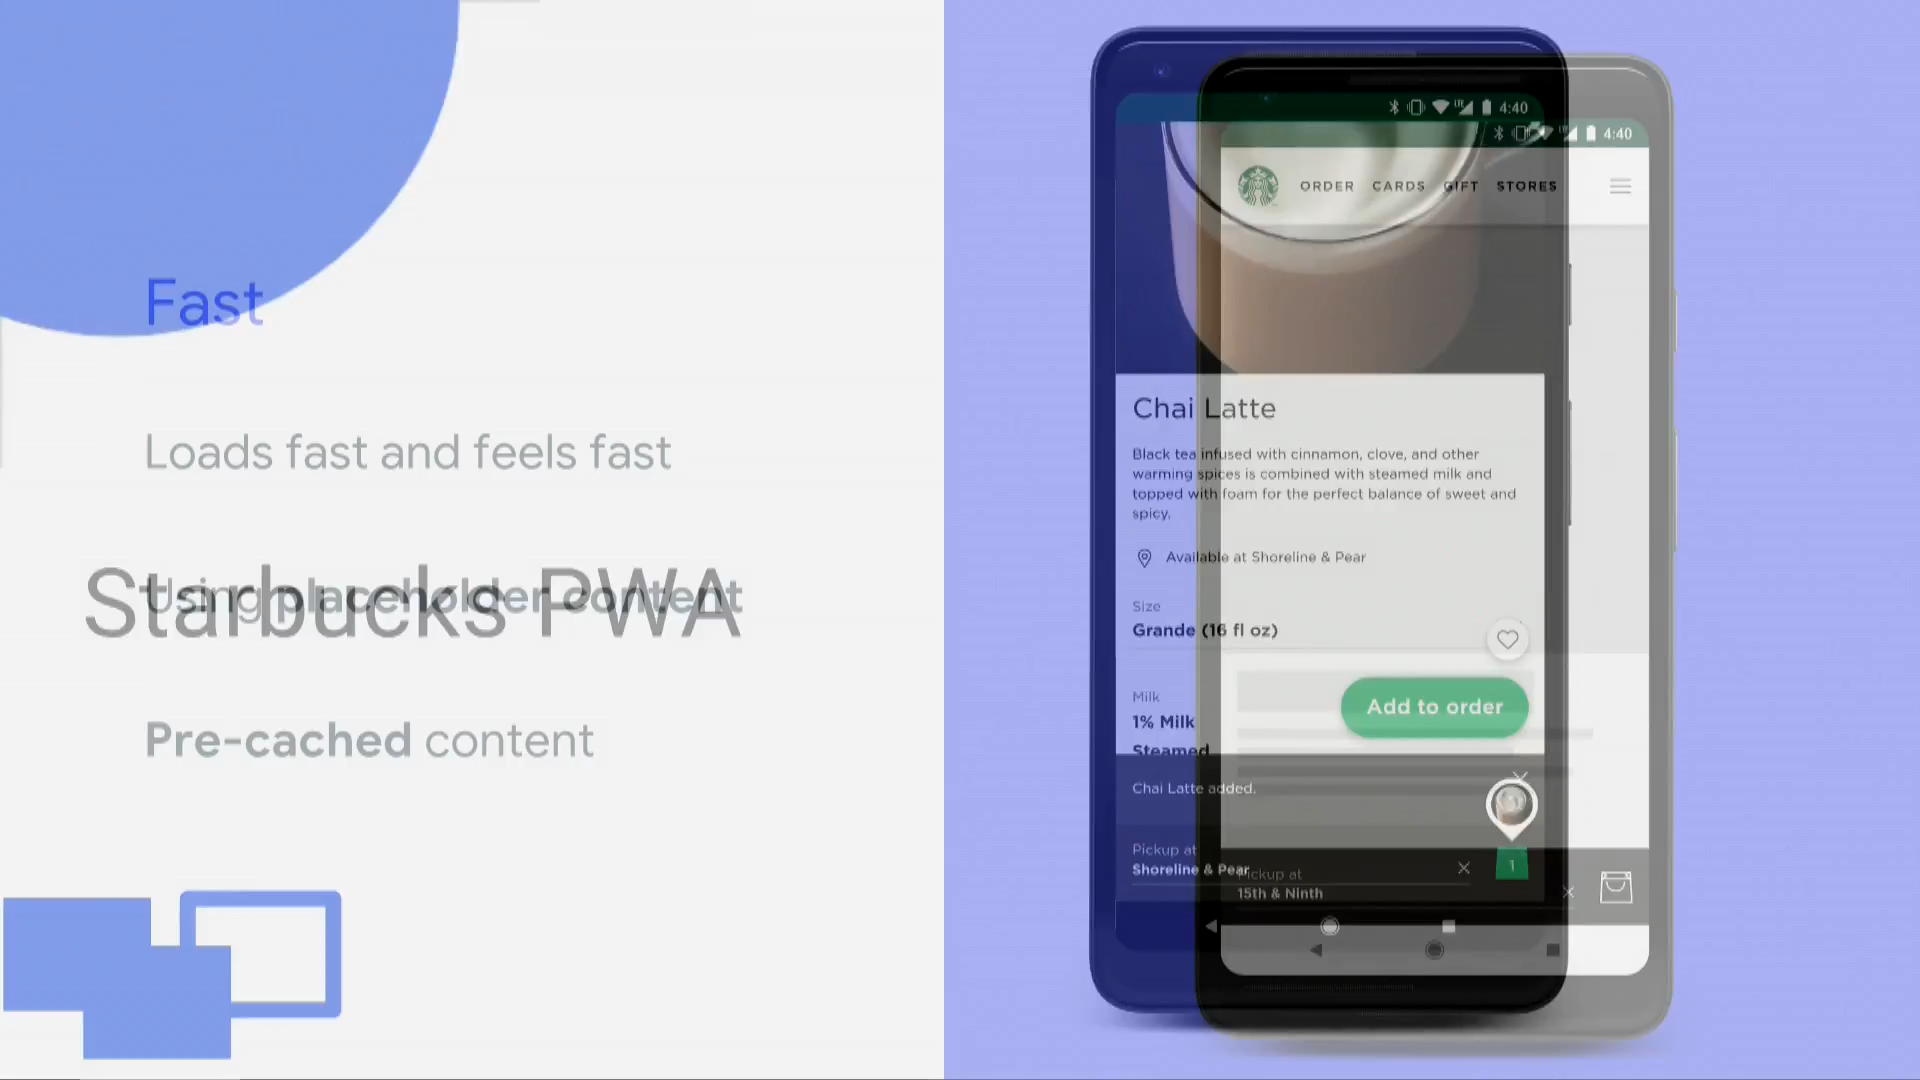 Fast
Loads fast and feels fast
Using placeholder content
Starbucks PWA
Pre-cached content
4:40
4:40
ORDER CARDS GIFT STORES
Chai Latte
Black tea infused with cinnamon, clove, and other
warming spices is combined with steamed milk and
topped with foam for the perfect balance of sweet and
spicy.
Available at Shoreline & Pear
Size
Grande (16 fl oz)
Milk
1% Milk
Add to order
Steamed
Chai Latte added.
Pickup at
Shoreline & Pear
1
Pickup at
15th & Ninth